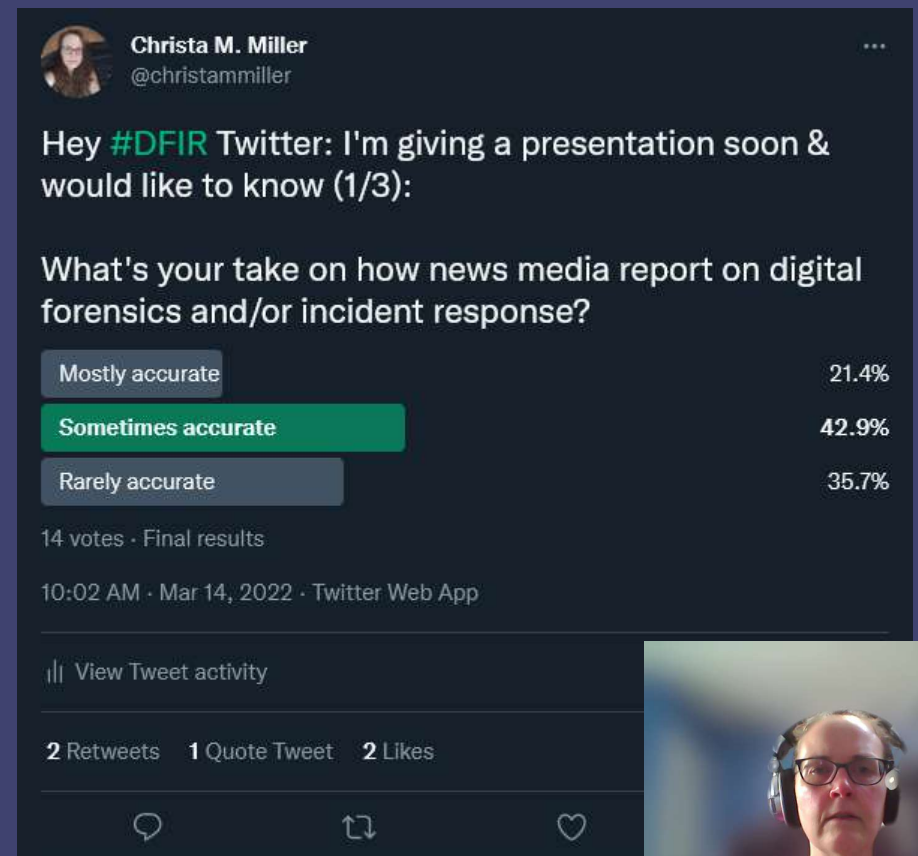 Christa M. Miller
@christammiller
Hey #DFIR Twitter: I'm giving a presentation soon &
would like to know (1/3):
What's your take on how news media report on digital
forensics and/or incident response?
Mostly accurate 21.4%
Sometimes accurate 42.9%
Rarely accurate 35.7%
14 votes · Final results
10:02 AM · Mar 14, 2022 · Twitter Web App
View Tweet activity
2 Retweets 1 Quote Tweet 2 Likes